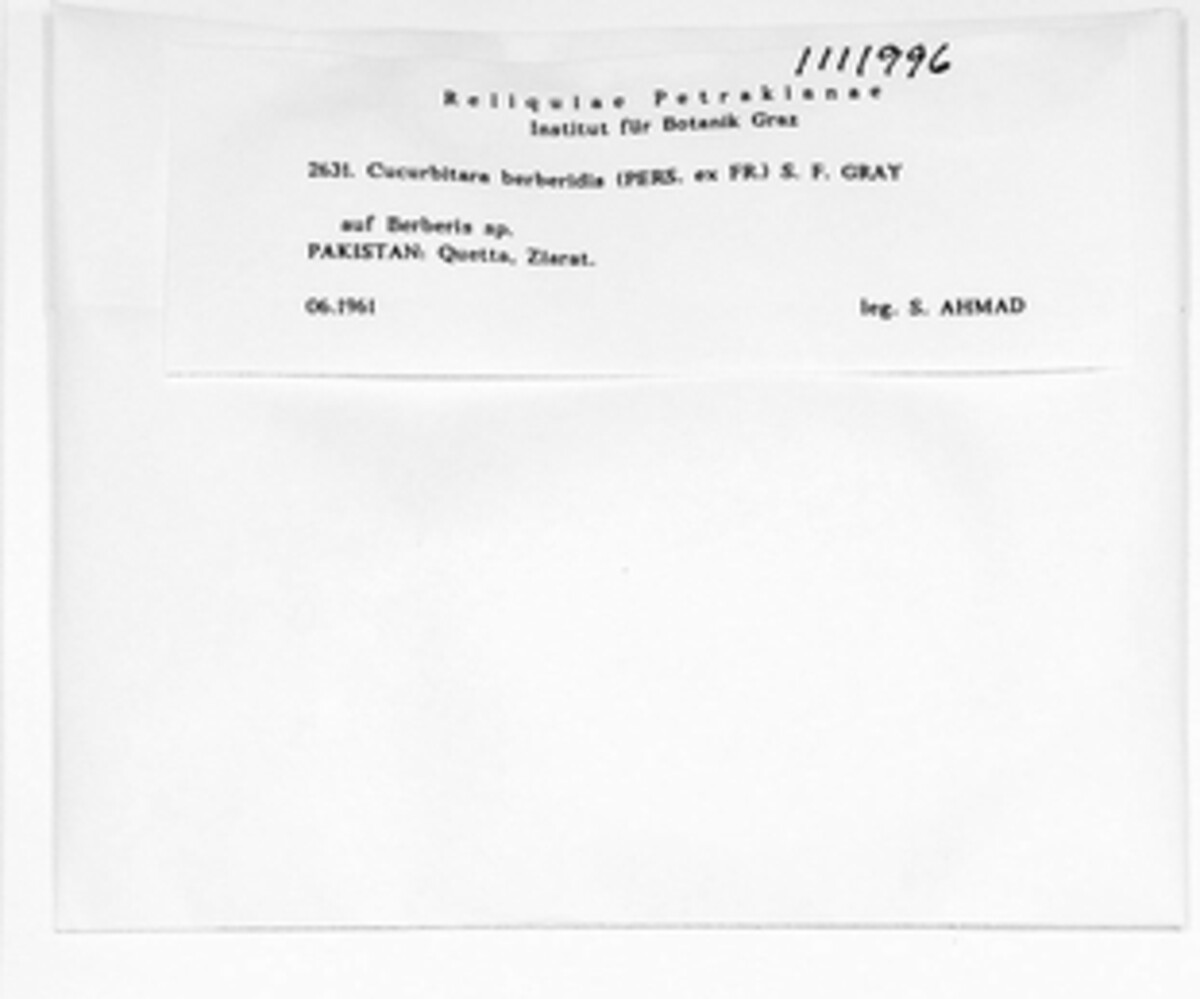 1111996
Reliquiae Petrakianae
Institut für Botanik Graz
2631. Cucurbitara berberidis (PERS. ex FR.) S. F. GRAY
auf Berberis sp.
PAKISTAN: Quetta, Ziarat.
06.1961 leg. S. AHMAD